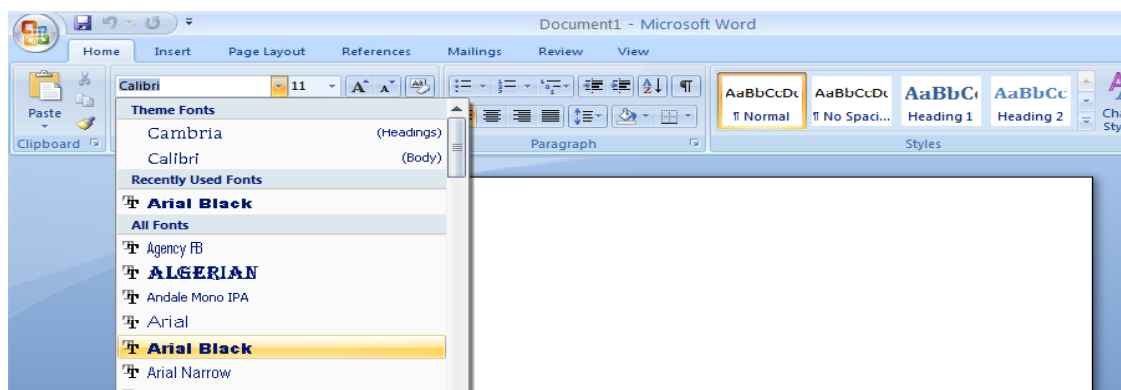 Document1 - Microsoft Word
Home Insert Page Layout References Mailings Review View
Calibri 11
AaBbCcDc AaBbCcDc AaBbC AaBbCc
Paste
¶ Normal ¶ No Spaci... Heading 1 Heading 2
Clipboard Paragraph Styles
Theme Fonts
Cambria (Headings)
Calibri (Body)
Recently Used Fonts
Arial Black
All Fonts
Agency FB
ALGERIAN
Andale Mono IPA
Arial
Arial Black
Arial Narrow